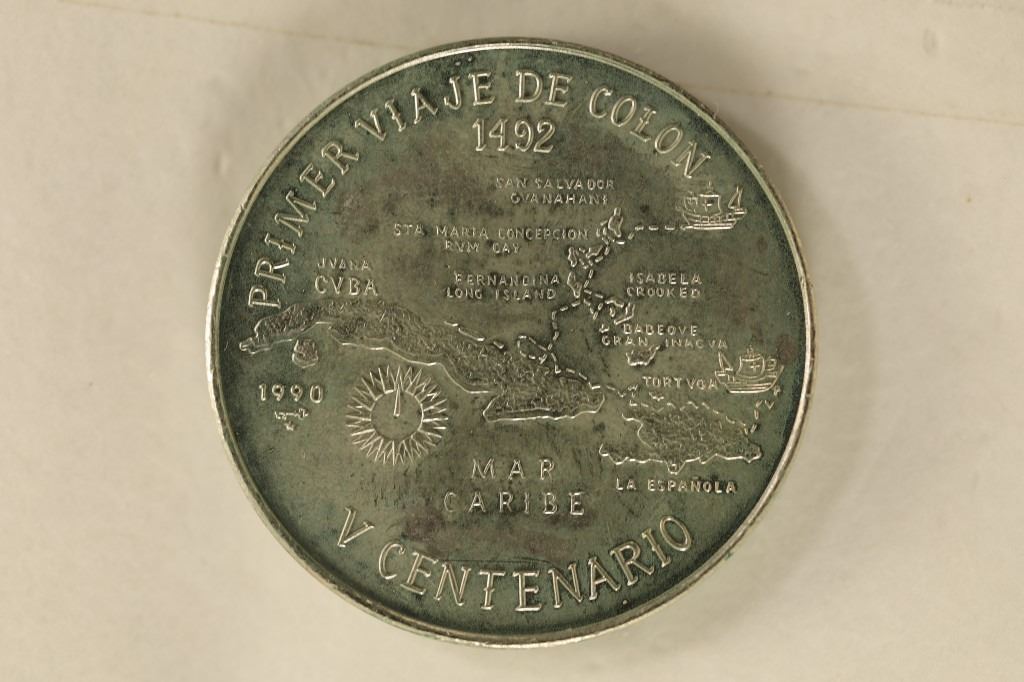 PRIMER VIAJE DE COLON
1492
SAN SALVADOR
GVANAHANI
STA MARIA CONCEPCION
RVM CAY
JVANA
CVBA
FERNANDINA
LONG ISLAND
ISABELA
CROOKED
BABEQVE
GRAN INAGVA
TORTVGA
1990
MAR
CARIBE
LA ESPAÑOLA
V CENTENARIO